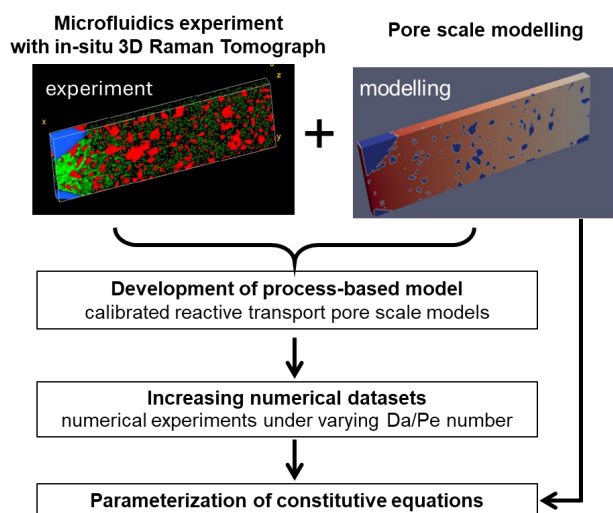 Microfluidics experiment
with in-situ 3D Raman Tomograph
Pore scale modelling
experiment
z
x
y
+
modelling
Development of process-based model
calibrated reactive transport pore scale models
Increasing numerical datasets
numerical experiments under varying Da/Pe number
Parameterization of constitutive equations